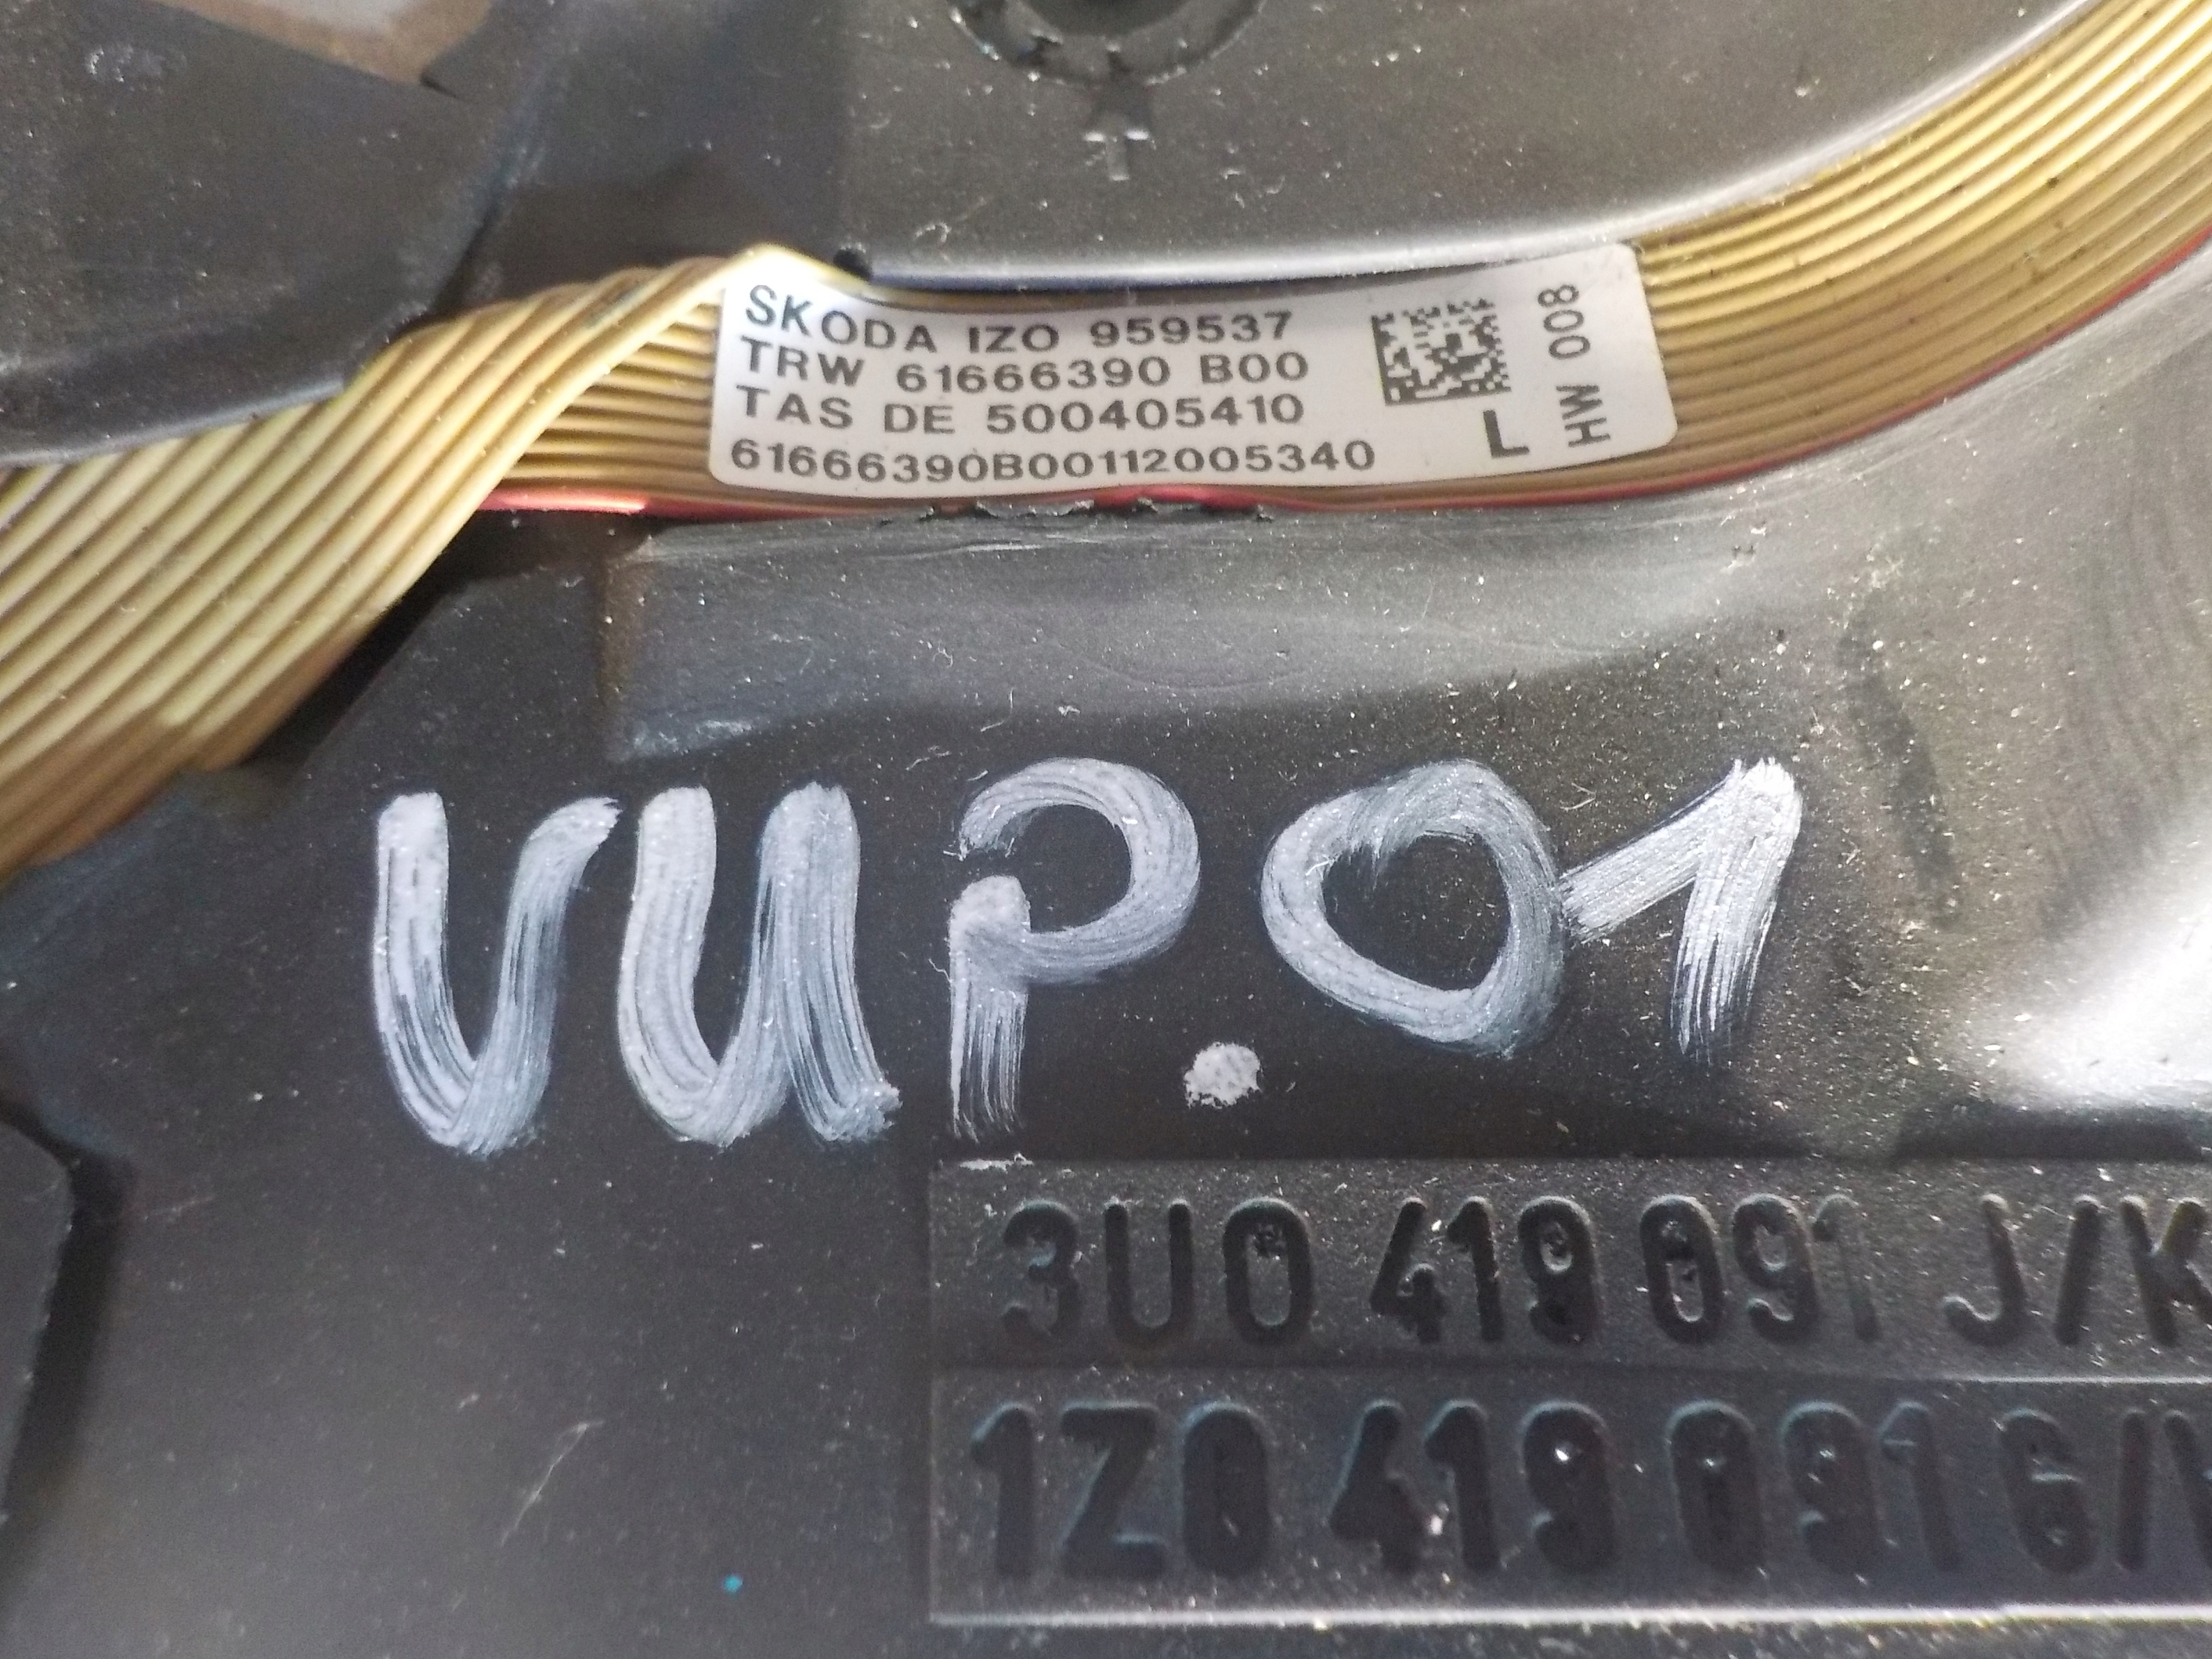 SKODA IZO 959537
TRW 61666390 B00
TAS DE 500405410
61666390B00112005340
L
HW 008
VUP.01
3U0 419 091 J/K
1Z0 419 091 G/